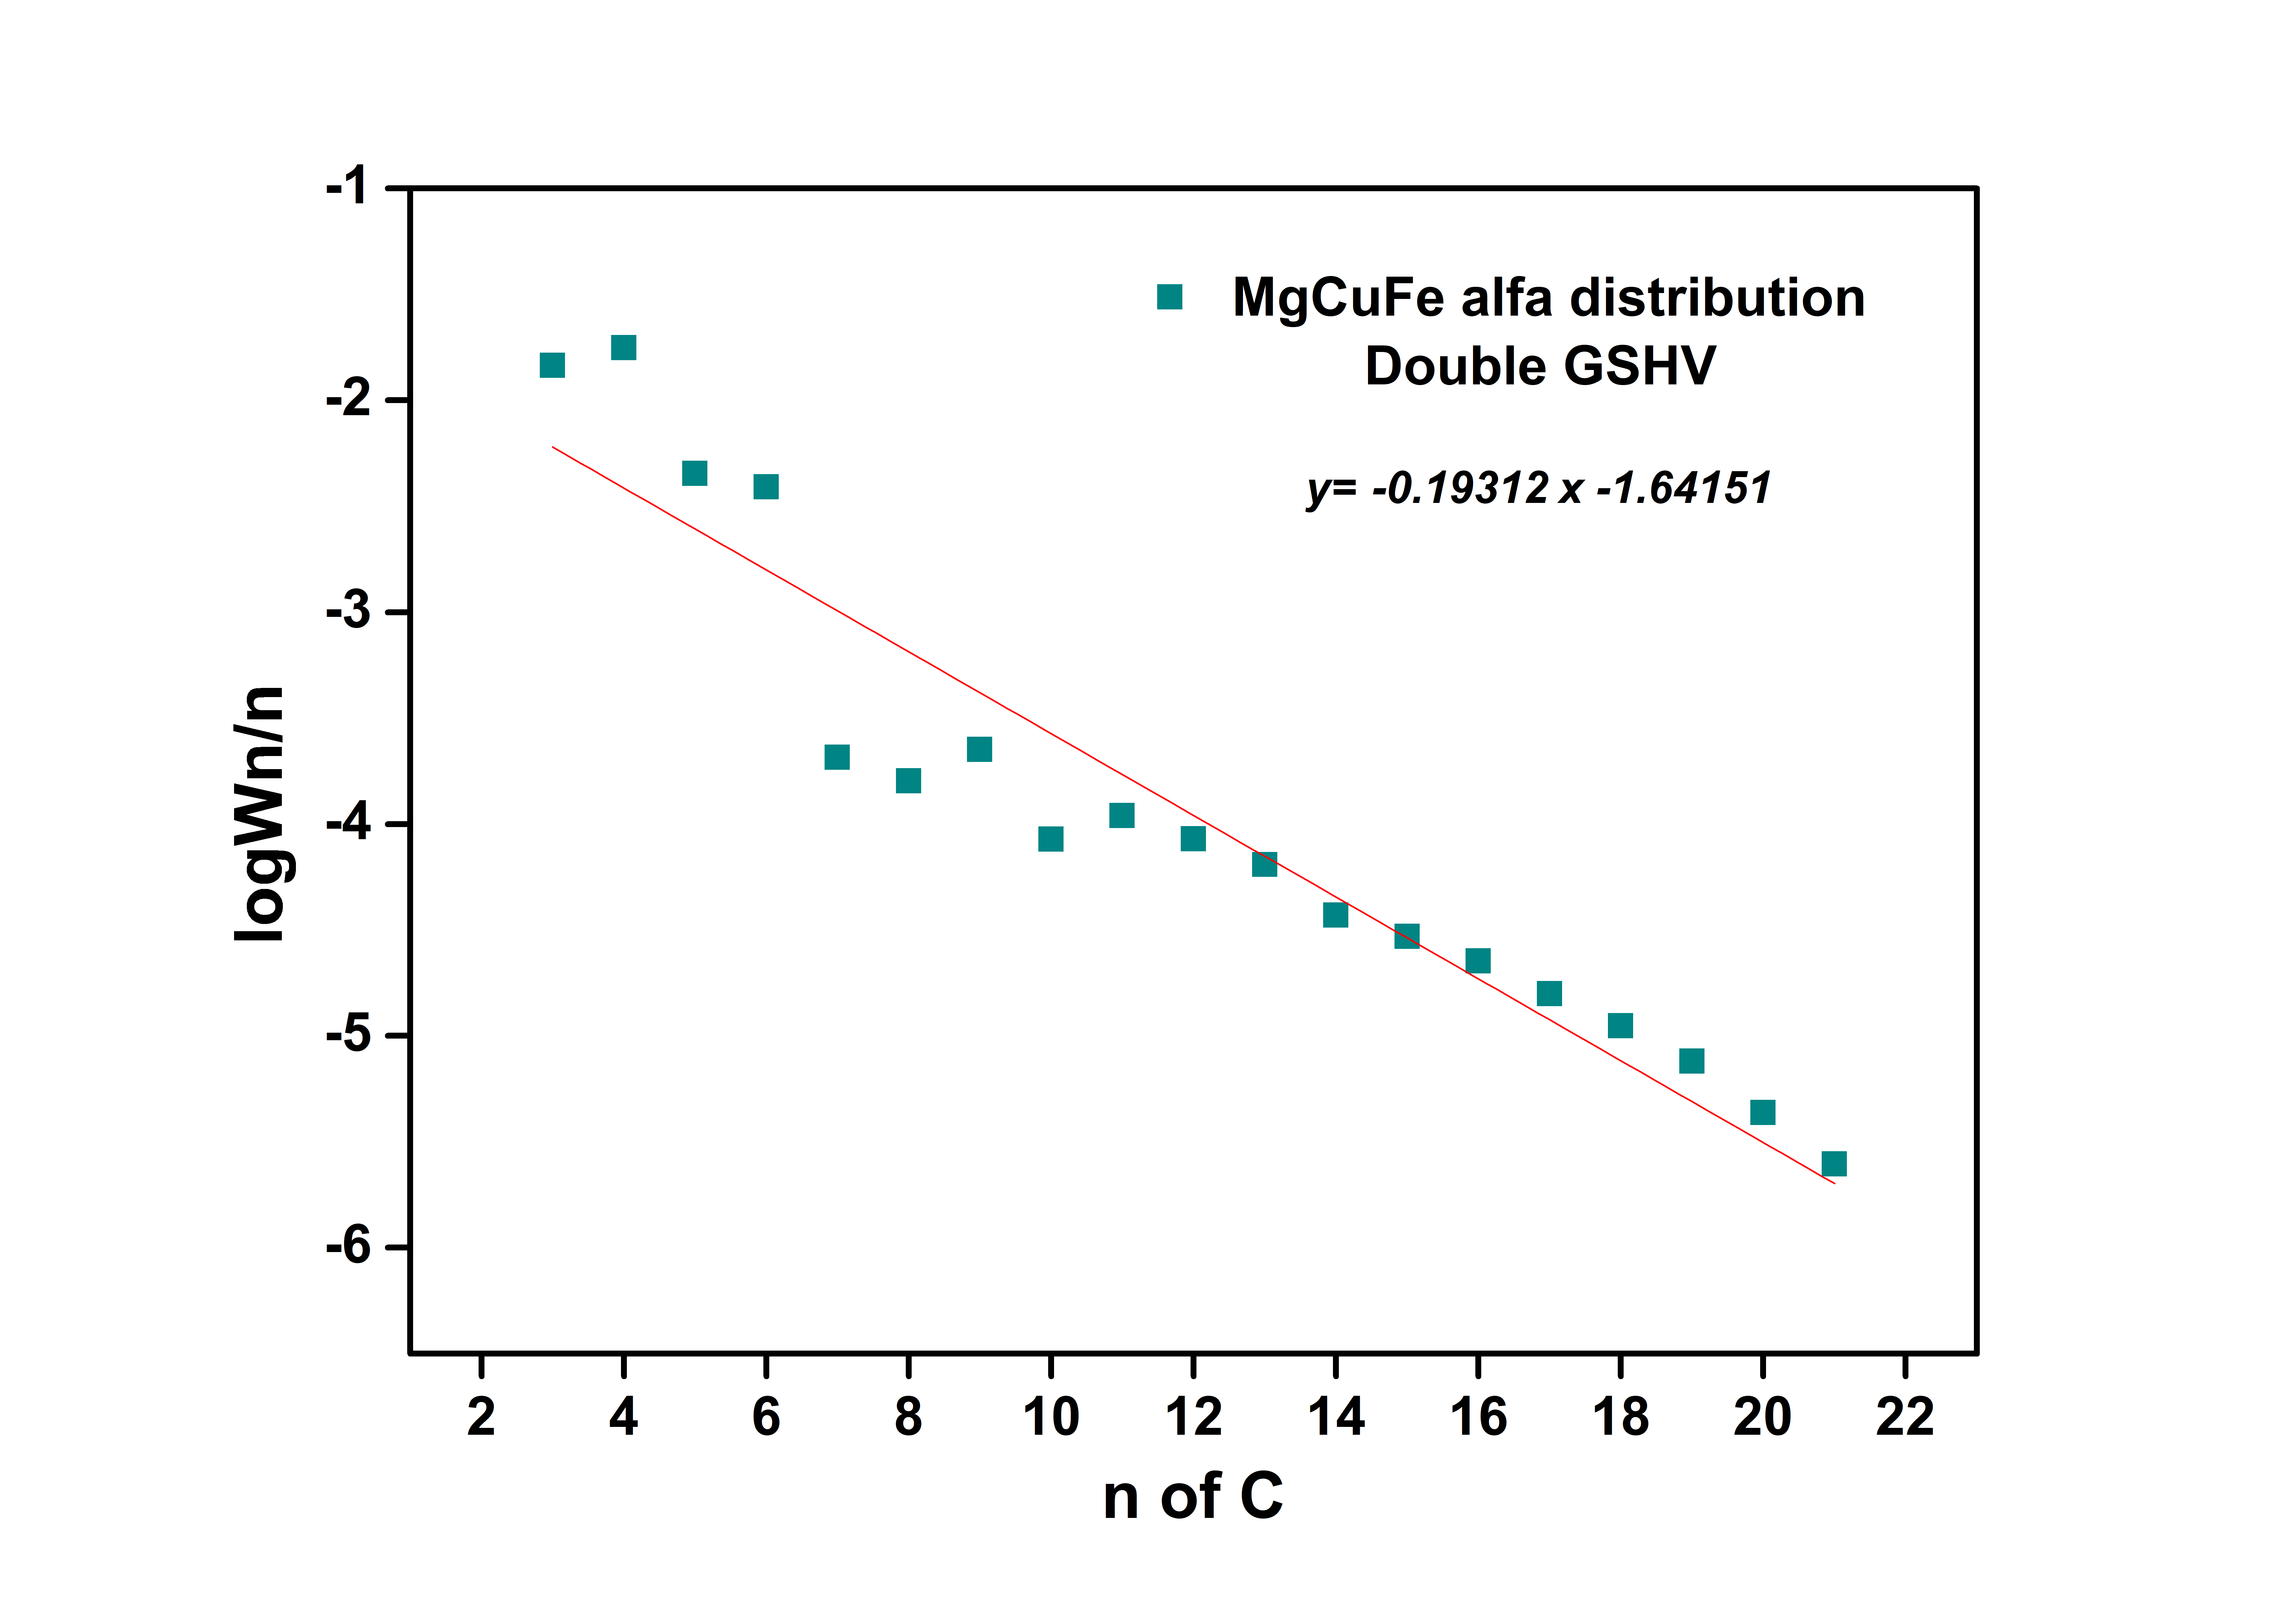 -1
-2
-3
-4
-5
-6
logWn/n
MgCuFe alfa distribution
Double GSHV
y= -0.19312 x -1.64151
2 4 6 8 10 12 14 16 18 20 22
n of C